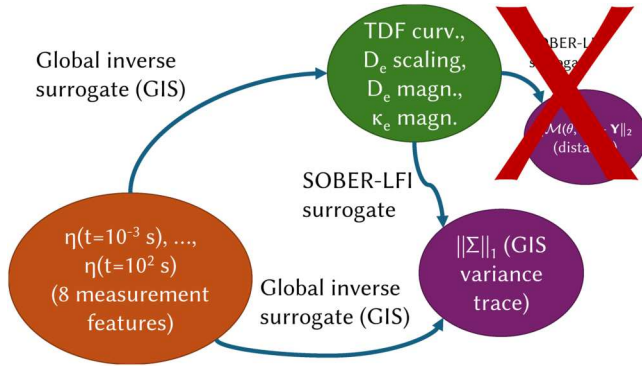 Global inverse
surrogate (GIS)
TDF curv.,
Dₑ scaling,
Dₑ magn.,
κₑ magn.
SOBER-LFI
surrogate
η(t=10⁻³ s), ...,
η(t=10² s)
(8 measurement
features)
Global inverse
surrogate (GIS)
||Σ||₁ (GIS
variance
trace)